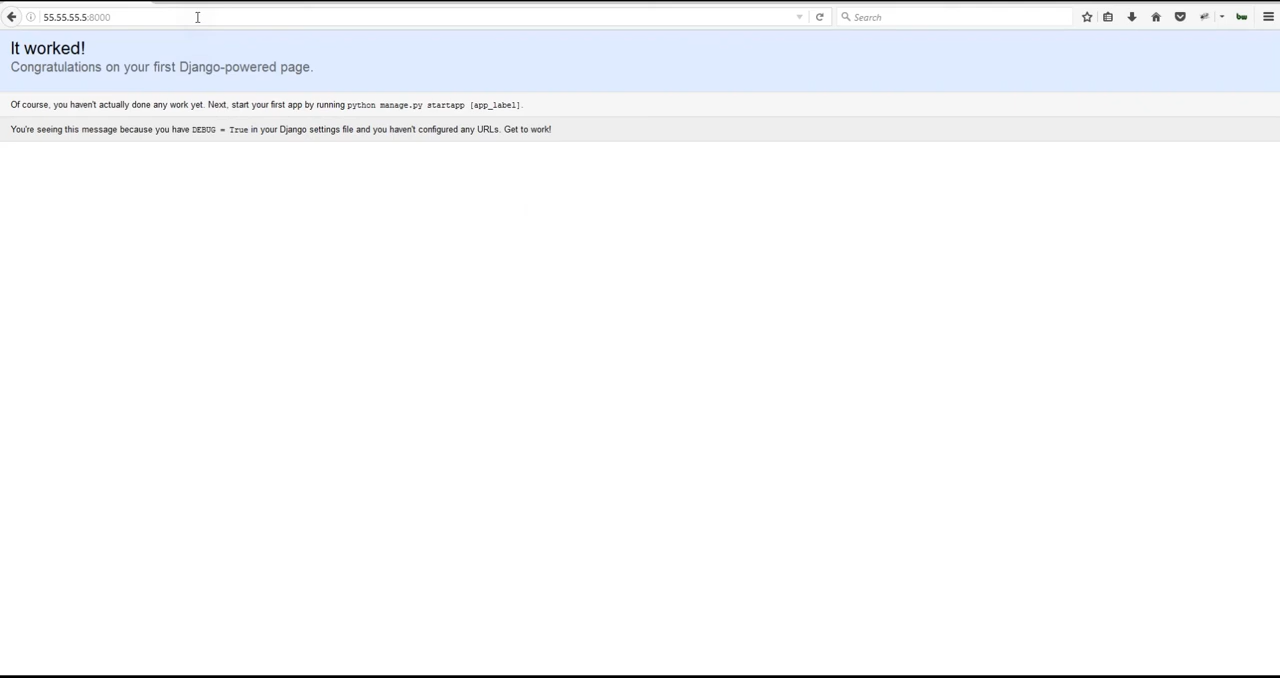 55.55.55.5:8000
Search
It worked!
Congratulations on your first Django-powered page.
Of course, you haven't actually done any work yet. Next, start your first app by running python manage.py startapp [app_label].
You're seeing this message because you have DEBUG = True in your Django settings file and you haven't configured any URLs. Get to work!